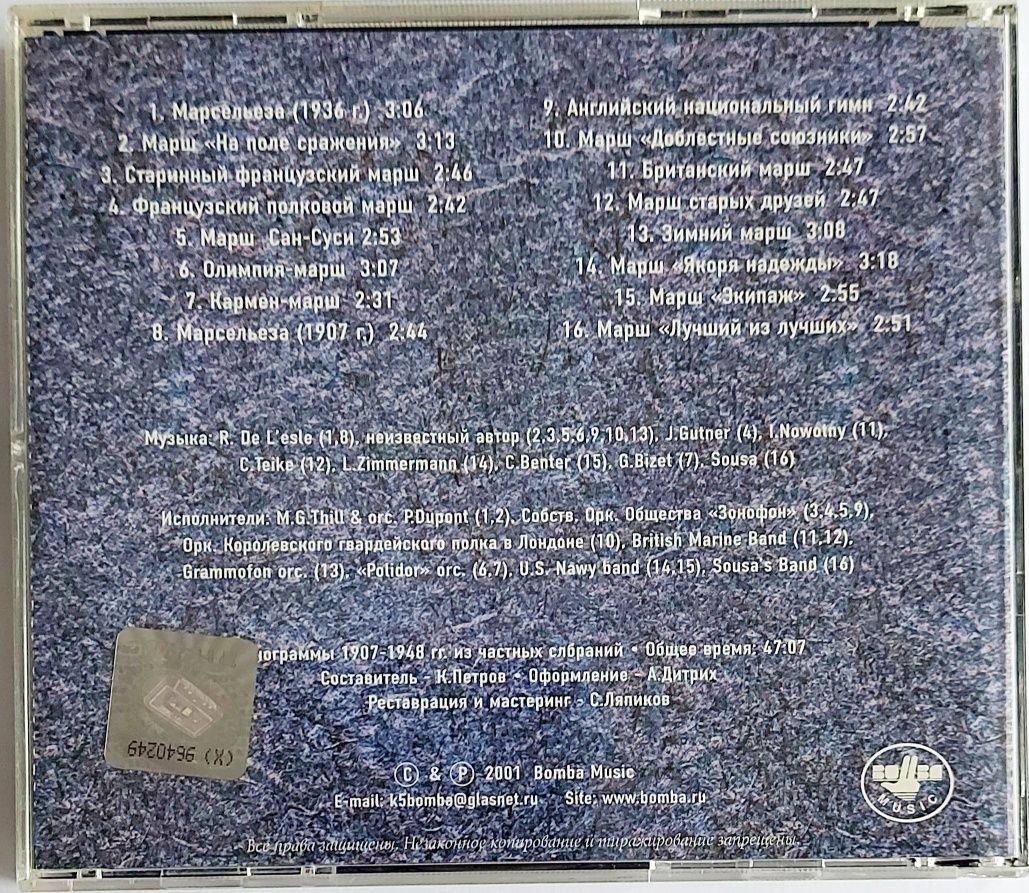 1. Марсельеза (1936 г.) 3:06
2. Марш «На поле сражения» 3:13
3. Старинный французский марш 2:46
4. Французский полковой марш 2:42
5. Марш Сан-Суси 2:53
6. Олимпия-марш 3:07
7. Кармен-марш 2:31
8. Марсельеза (1907 г.) 2:44
9. Английский национальный гимн 2:42
10. Марш «Доблестные союзники» 2:57
11. Британский марш 2:47
12. Марш старых друзей 2:47
13. Зимний марш 3:08
14. Марш «Якоря надежды» 3:18
15. Марш «Экипаж» 2:55
16. Марш «Лучший из лучших» 2:51
Музыка: R. De L'esle (1,8), неизвестный автор (2,3,5,6,9,10,13), J.Gutner (4), I.Nowotny (11),
C.Teike (12), L.Zimmermann (14), C.Benter (15), G.Bizet (7), Sousa (16)
Исполнители: M.G.Thill & orc. P.Dupont (1,2), Собств. Орк. Общества «Зонофон» (3,4,5,9),
Орк. Королевского гвардейского полка в Лондоне (10), British Marine Band (11,12),
Grammofon orc. (13), «Polidor» orc. (6,7), U.S. Nawy band (14,15), Sousa's Band (16)
нограммы 1907-1948 гг. из частных слбраний • Общее время: 47:07
Составитель - К.Петров • Оформление - А.Дитрих
Реставрация и мастеринг - С.Ляпиков
(X) 9640249
© & ℗ 2001 Bomba Music
E-mail: k5bomba@glasnet.ru Site: www.bomba.ru
BOMBA
MUSIC
Все права защищены. Незаконное копирование и тиражирование запрещены.